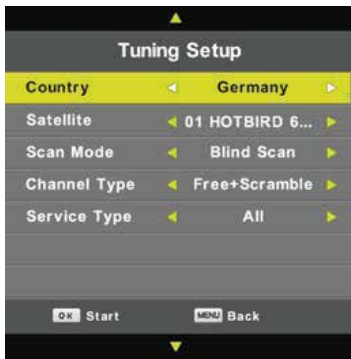 Tuning Setup
Country Germany
Satellite 01 HOTBIRD 6...
Scan Mode Blind Scan
Channel Type Free+Scramble
Service Type All
OK Start MENU Back